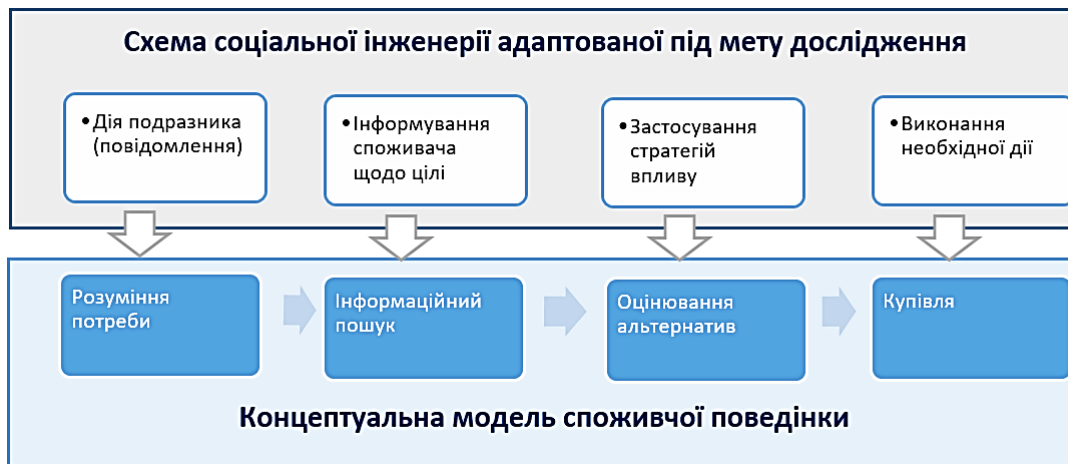 Схема соціальної інженерії адаптованої під мету дослідження
•Дія подразника
(повідомлення)
•Інформування
споживача
щодо цілі
•Застосування
стратегій
впливу
•Виконання
необхідної дії
Розуміння
потреби
Інформаційний
пошук
Оцінювання
альтернатив
Купівля
Концептуальна модель споживчої поведінки